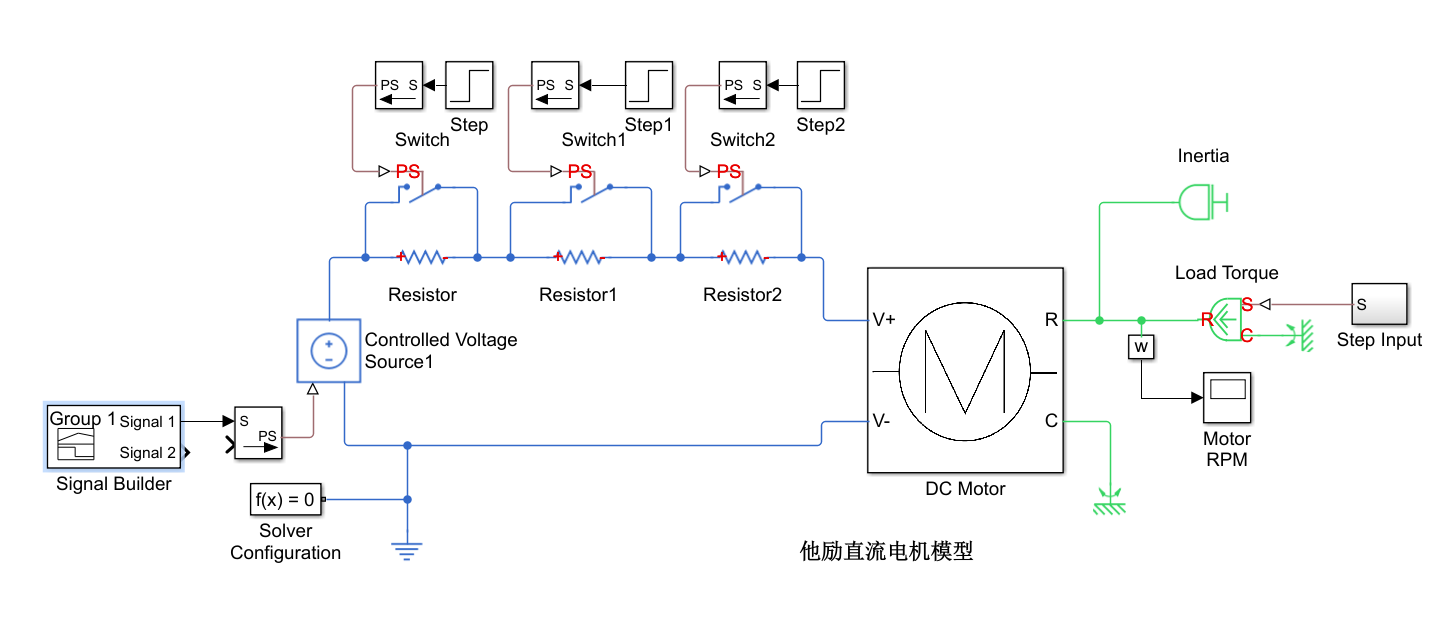 PS S
Step
PS S
Step1
PS S
Step2
Switch
Switch1
Switch2
PS
PS
PS
+ -
+ -
+ -
Resistor
Resistor1
Resistor2
Inertia
Load Torque
S
R
C
S
Step Input
V+
R
V-
C
M
DC Motor
w
Motor
RPM
+
−
Controlled Voltage
Source1
Group 1
Signal 1
Signal 2
Signal Builder
S
PS
f(x) = 0
Solver
Configuration
他励直流电机模型